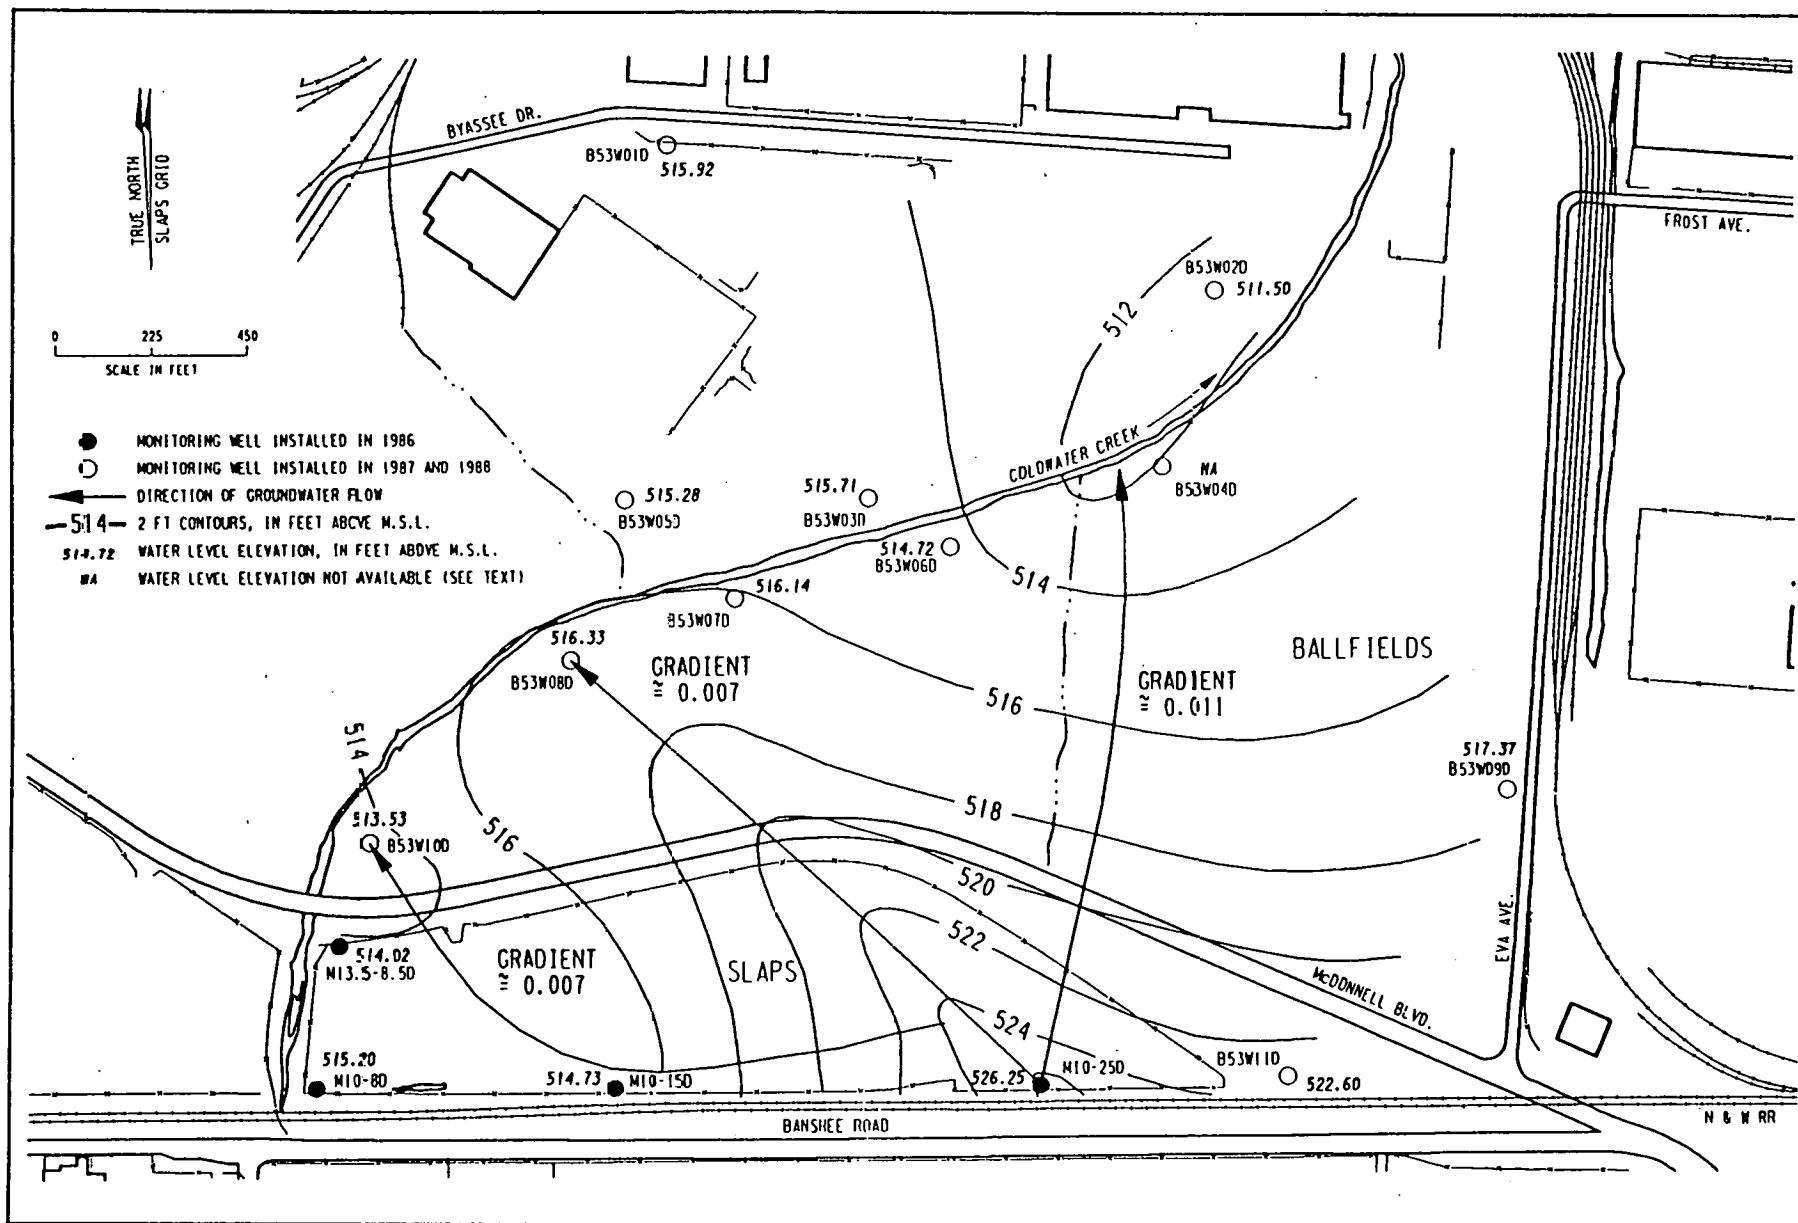 BYASSEE DR.
B53W01D
515.92
TRUE NORTH
SLAPS GRID
FROST AVE.
B53W02D
511.50
512
0 225 450
SCALE IN FEET
MONITORING WELL INSTALLED IN 1986
MONITORING WELL INSTALLED IN 1987 AND 1988
DIRECTION OF GROUNDWATER FLOW
514 2 FT CONTOURS, IN FEET ABOVE M.S.L.
514.72 WATER LEVEL ELEVATION, IN FEET ABOVE M.S.L.
NA WATER LEVEL ELEVATION NOT AVAILABLE (SEE TEXT)
COLDWATER CREEK
NA
B53W04D
515.28
B53W05D
515.71
B53W03D
514.72
B53W06D
514
516.14
B53W07D
516.33
B53W08D
GRADIENT
≅ 0.007
BALLFIELDS
GRADIENT
≅ 0.011
516
514
517.37
B53W09D
518
513.53
B53W10D
516
520
522
EVA AVE.
514.02
M13.5-8.5D
GRADIENT
≅ 0.007
SLAPS
McDONNELL BLVD.
524
515.20
M10-8D
514.73
M10-15D
526.25
M10-25D
B53W11D
522.60
BANSHEE ROAD
N & W RR